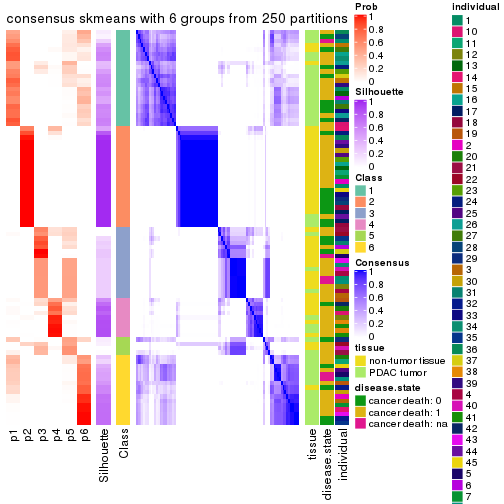 consensus skmeans with 6 groups from 250 partitions
p1
p2
p3
p4
p5
p6
Silhouette
Class
tissue
disease.state
individual
Prob
1
0.8
0.6
0.4
0.2
0
Silhouette
1
0.8
0.6
0.4
0.2
0
Class
1
2
3
4
5
6
Consensus
1
0.8
0.6
0.4
0.2
0
tissue
non-tumor tissue
PDAC tumor
disease.state
cancer death: 0
cancer death: 1
cancer death: na
individual
1
10
11
12
13
14
15
16
17
18
19
2
20
21
22
23
24
25
26
27
28
29
3
30
31
32
33
34
35
36
37
38
39
4
40
41
42
43
44
45
5
6
7